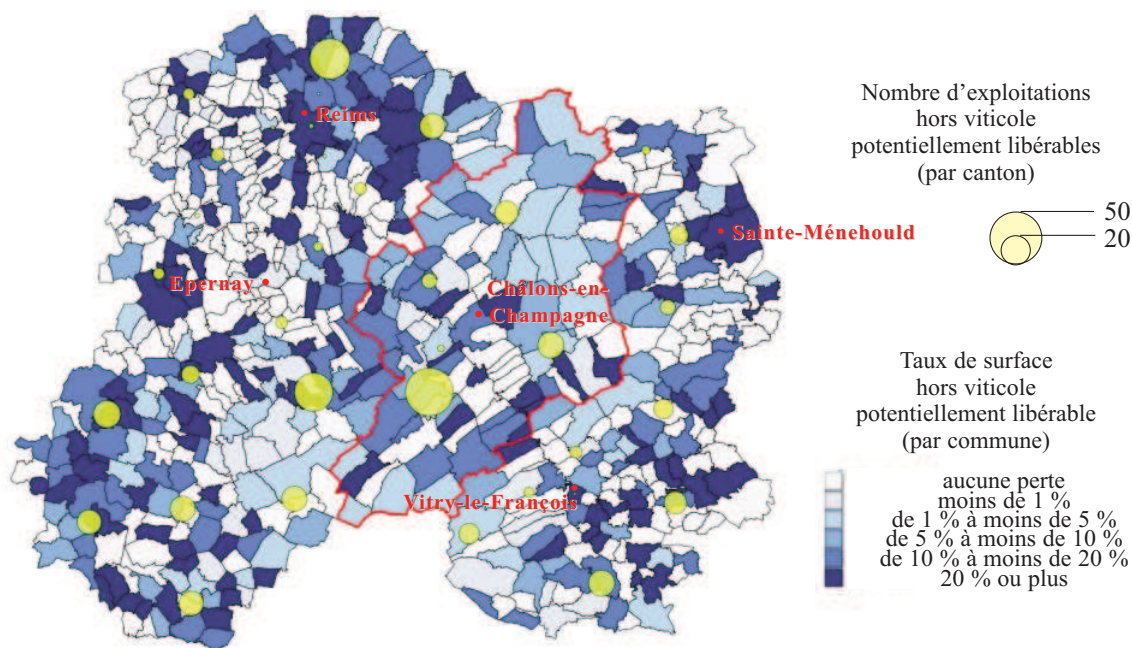 Reims
Sainte-Ménehould
Epernay
Châlons-en-
Champagne
Vitry-le-François
Nombre d'exploitations
hors viticole
potentiellement libérables
(par canton)
50
20
Taux de surface
hors viticole
potentiellement libérable
(par commune)
aucune perte
moins de 1 %
de 1 % à moins de 5 %
de 5 % à moins de 10 %
de 10 % à moins de 20 %
20 % ou plus